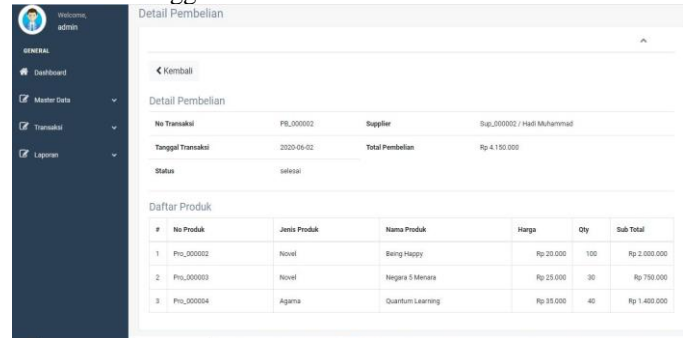 Detail Pembelian
Welcome,
admin
GENERAL
Dashboard
Master Data
Transaksi
Laporan
Kembali
Detail Pembelian
No Transaksi PB_000002 Supplier Sup_000002 / Hadi Muhammad
Tanggal Transaksi 2020-06-02 Total Pembelian Rp 4.150.000
Status selesai
Daftar Produk
# No Produk Jenis Produk Nama Produk Harga Qty Sub Total
1 Pro_000002 Novel Being Happy Rp 20.000 100 Rp 2.000.000
2 Pro_000003 Novel Negara 5 Menara Rp 25.000 30 Rp 750.000
3 Pro_000004 Agama Quantum Learning Rp 35.000 40 Rp 1.400.000